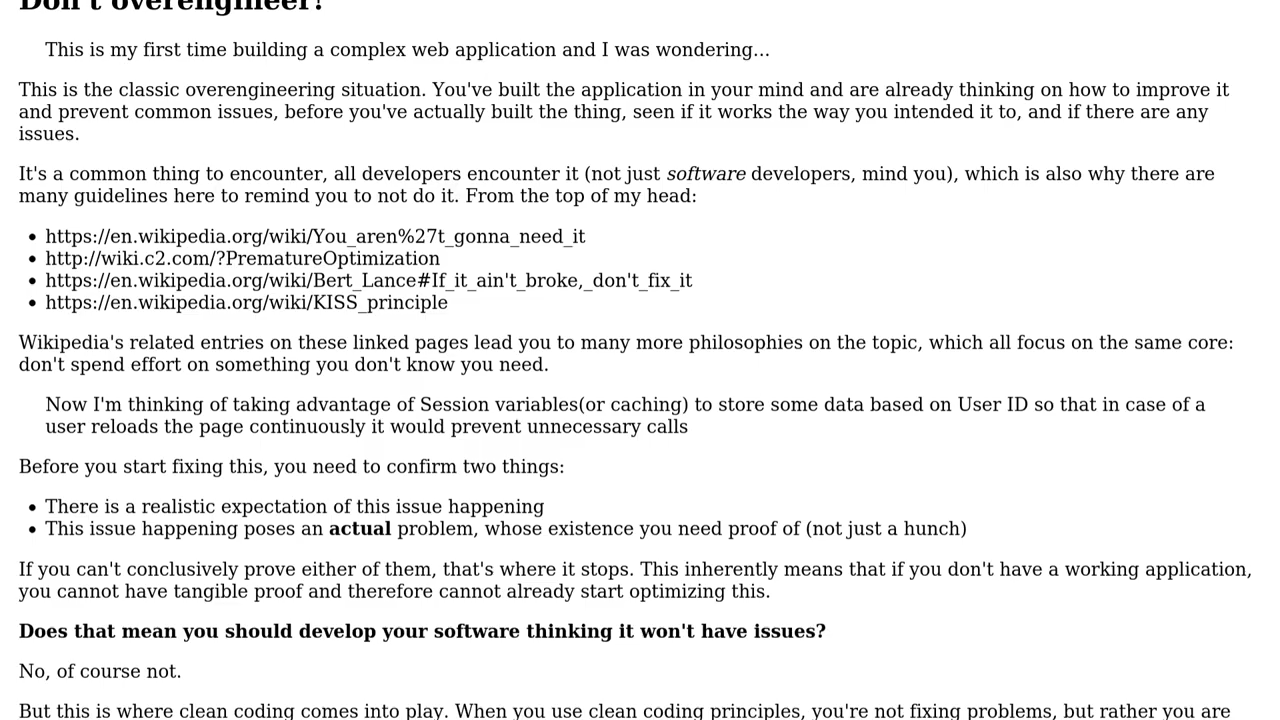 Don't overengineer!
This is my first time building a complex web application and I was wondering...
This is the classic overengineering situation. You've built the application in your mind and are already thinking on how to improve it
and prevent common issues, before you've actually built the thing, seen if it works the way you intended it to, and if there are any
issues.
It's a common thing to encounter, all developers encounter it (not just software developers, mind you), which is also why there are
many guidelines here to remind you to not do it. From the top of my head:
• https://en.wikipedia.org/wiki/You_aren%27t_gonna_need_it
• http://wiki.c2.com/?PrematureOptimization
• https://en.wikipedia.org/wiki/Bert_Lance#If_it_ain't_broke,_don't_fix_it
• https://en.wikipedia.org/wiki/KISS_principle
Wikipedia's related entries on these linked pages lead you to many more philosophies on the topic, which all focus on the same core:
don't spend effort on something you don't know you need.
Now I'm thinking of taking advantage of Session variables(or caching) to store some data based on User ID so that in case of a
user reloads the page continuously it would prevent unnecessary calls
Before you start fixing this, you need to confirm two things:
• There is a realistic expectation of this issue happening
• This issue happening poses an actual problem, whose existence you need proof of (not just a hunch)
If you can't conclusively prove either of them, that's where it stops. This inherently means that if you don't have a working application,
you cannot have tangible proof and therefore cannot already start optimizing this.
Does that mean you should develop your software thinking it won't have issues?
No, of course not.
But this is where clean coding comes into play. When you use clean coding principles, you're not fixing problems, but rather you are